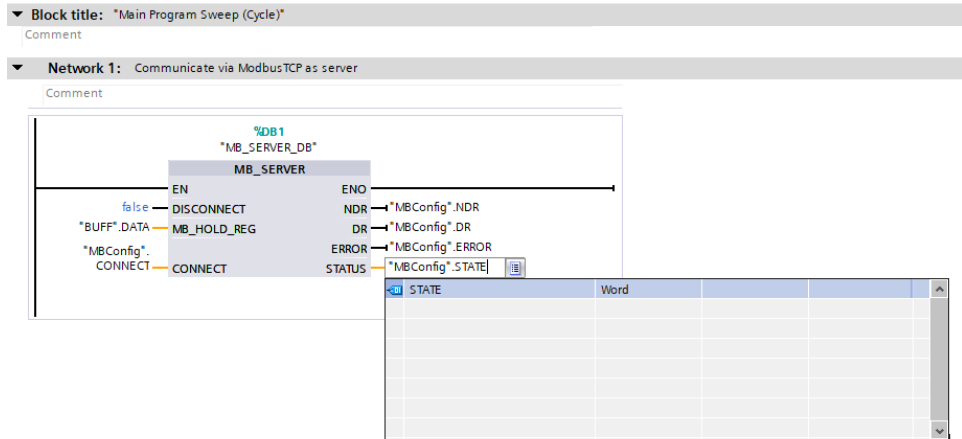 Block title: "Main Program Sweep (Cycle)"
Comment
Network 1: Communicate via ModbusTCP as server
Comment
%DB1
"MB_SERVER_DB"
MB_SERVER
EN ENO
false DISCONNECT NDR "MBConfig".NDR
"BUFF".DATA MB_HOLD_REG DR "MBConfig".DR
"MBConfig". ERROR "MBConfig".ERROR
CONNECT CONNECT STATUS "MBConfig".STATE
STATE Word